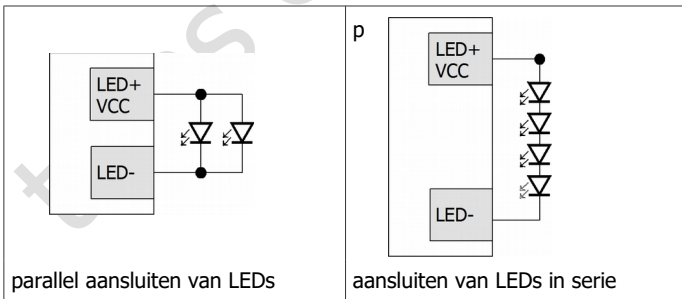 LED+
VCC
LED-
parallel aansluiten van LEDs
p
LED+
VCC
LED-
aansluiten van LEDs in serie